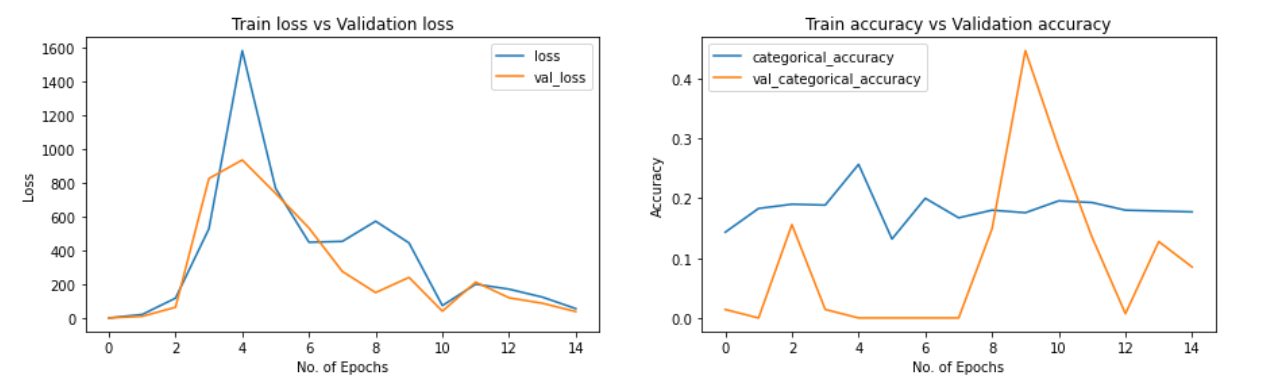 Train loss vs Validation loss
loss
val_loss
1600
1400
1200
1000
800
600
400
200
0
Loss
0 2 4 6 8 10 12 14
No. of Epochs
Train accuracy vs Validation accuracy
categorical_accuracy
val_categorical_accuracy
0.4
0.3
0.2
0.1
0.0
Accuracy
0 2 4 6 8 10 12 14
No. of Epochs